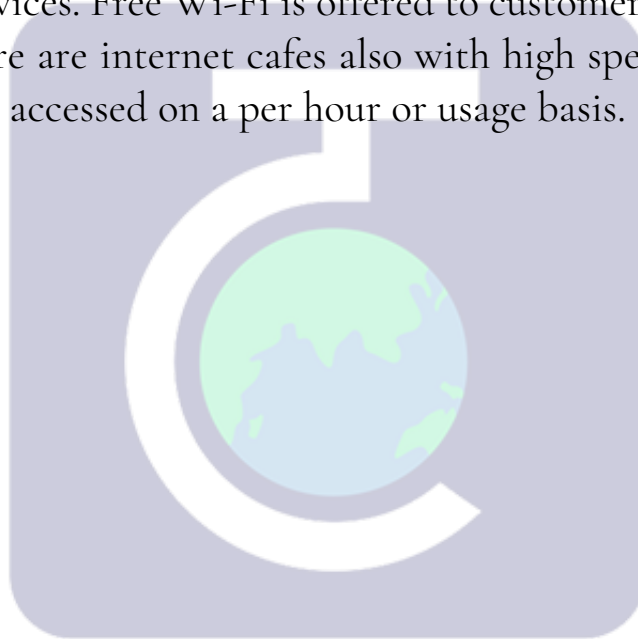 vices. Free Wi-Fi is offered to customer
re are internet cafes also with high spe
accessed on a per hour or usage basis.